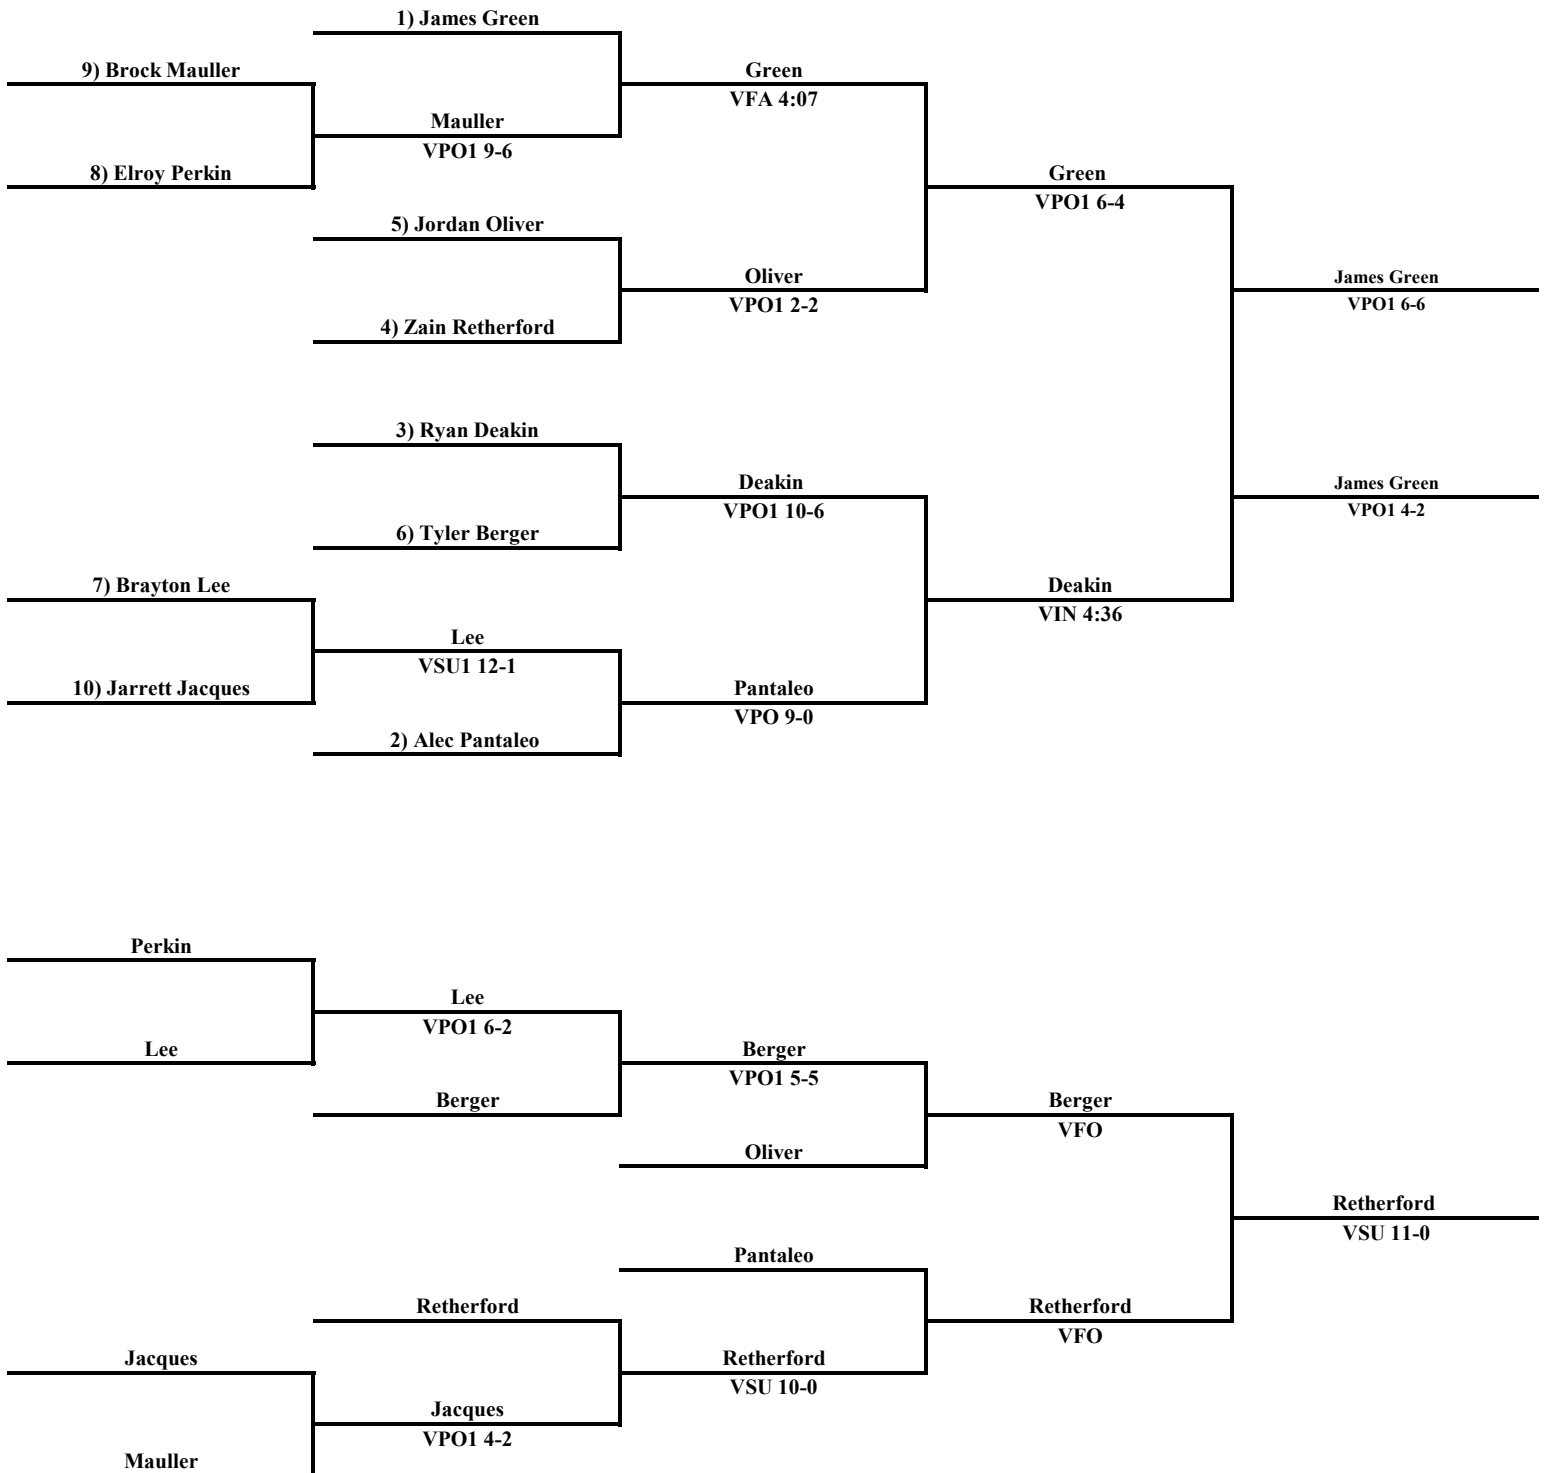 1) James Green
9) Brock Mauller
Green
VFA 4:07
Mauller
VPO1 9-6
8) Elroy Perkin
Green
VPO1 6-4
5) Jordan Oliver
Oliver
VPO1 2-2
James Green
VPO1 6-6
4) Zain Retherford
3) Ryan Deakin
Deakin
VPO1 10-6
James Green
VPO1 4-2
6) Tyler Berger
7) Brayton Lee
Deakin
VIN 4:36
Lee
VSU1 12-1
10) Jarrett Jacques
Pantaleo
VPO 9-0
2) Alec Pantaleo
Perkin
Lee
VPO1 6-2
Lee
Berger
VPO1 5-5
Berger
Berger
VFO
Oliver
Retherford
VSU 11-0
Pantaleo
Retherford
Retherford
VFO
Jacques
Retherford
VSU 10-0
Jacques
VPO1 4-2
Mauller